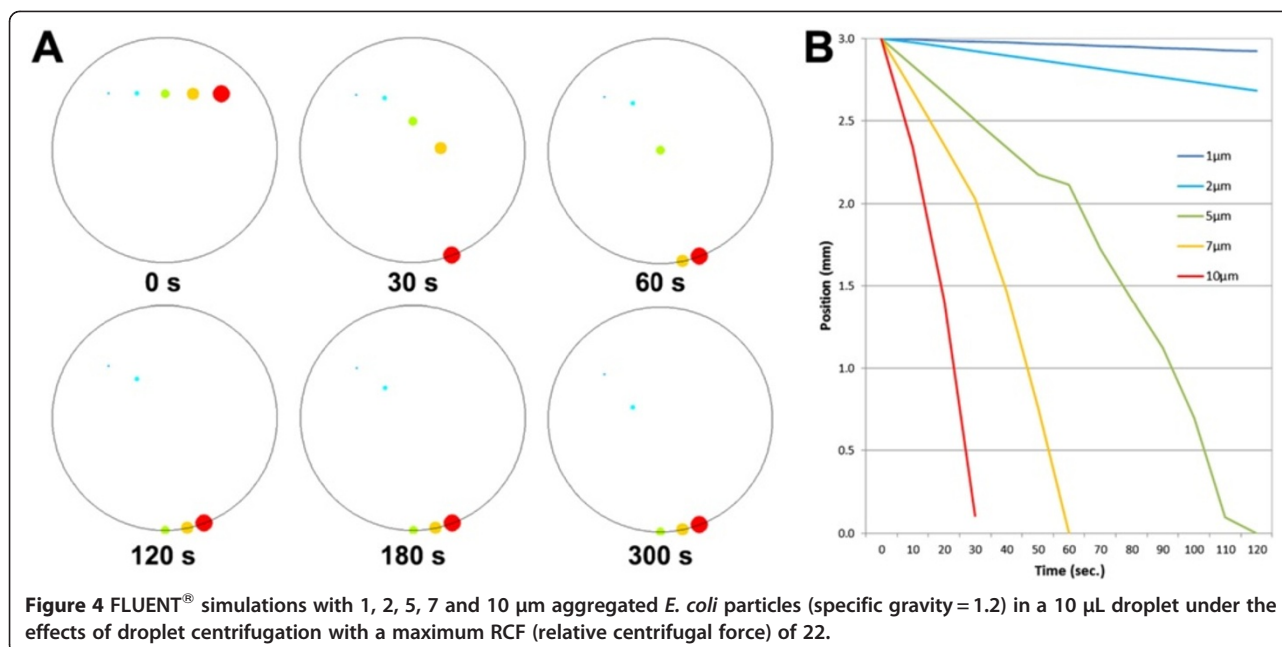 A
0 s
30 s
60 s
120 s
180 s
300 s
B
Position (mm)
3.0
2.5
2.0
1.5
1.0
0.5
0.0
1µm
2µm
5µm
7µm
10µm
0 10 20 30 40 50 60 70 80 90 100 110 120
Time (sec.)
Figure 4 FLUENT® simulations with 1, 2, 5, 7 and 10 μm aggregated E. coli particles (specific gravity = 1.2) in a 10 μL droplet under the
effects of droplet centrifugation with a maximum RCF (relative centrifugal force) of 22.